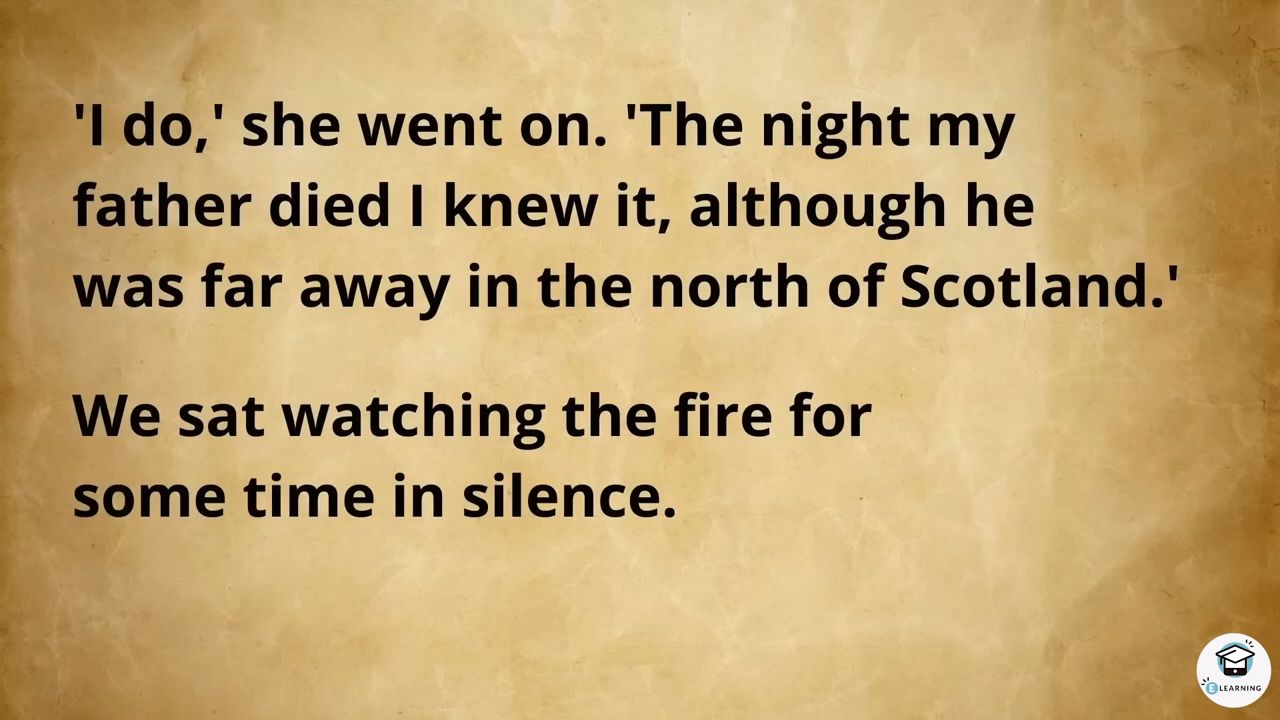 'I do,' she went on. 'The night my
father died I knew it, although he
was far away in the north of Scotland.'
We sat watching the fire for
some time in silence.
E LEARNING